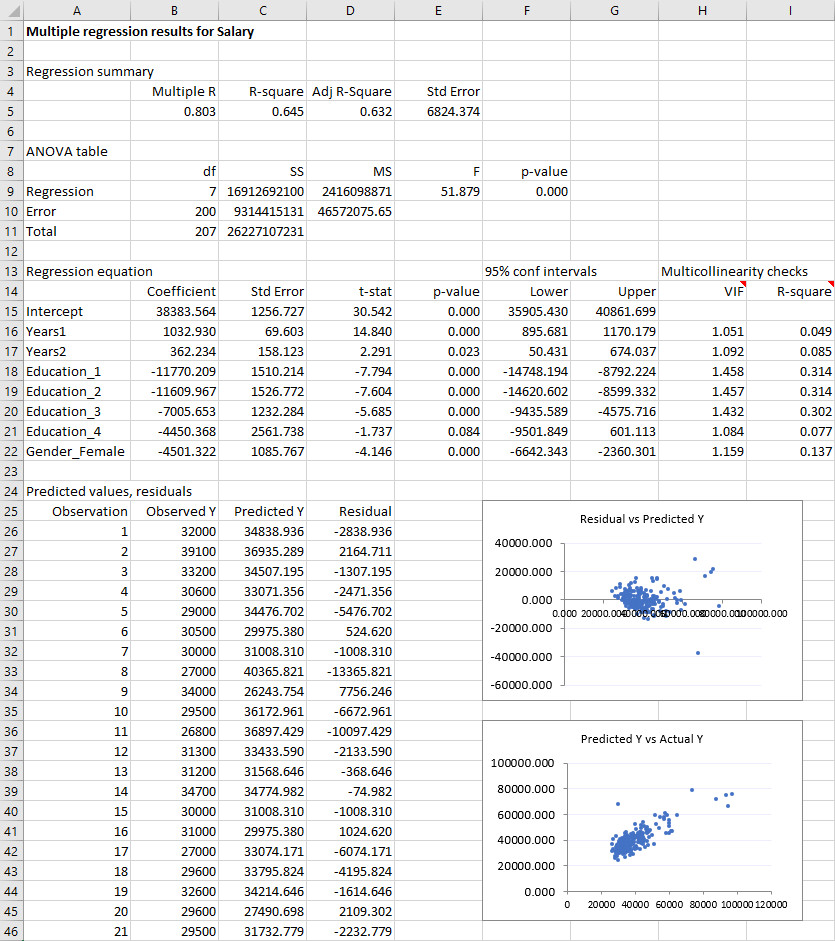 A B C D E F G H I
1 Multiple regression results for Salary
2
3 Regression summary
4 Multiple R R-square Adj R-Square Std Error
5 0.803 0.645 0.632 6824.374
6
7 ANOVA table
8 df SS MS F p-value
9 Regression 7 16912692100 2416098871 51.879 0.000
10 Error 200 9314415131 46572075.65
11 Total 207 26227107231
12
13 Regression equation 95% conf intervals Multicollinearity checks
14 Coefficient Std Error t-stat p-value Lower Upper VIF R-square
15 Intercept 38383.564 1256.727 30.542 0.000 35905.430 40861.699
16 Years1 1032.930 69.603 14.840 0.000 895.681 1170.179 1.051 0.049
17 Years2 362.234 158.123 2.291 0.023 50.431 674.037 1.092 0.085
18 Education_1 -11770.209 1510.214 -7.794 0.000 -14748.194 -8792.224 1.458 0.314
19 Education_2 -11609.967 1526.772 -7.604 0.000 -14620.602 -8599.332 1.457 0.314
20 Education_3 -7005.653 1232.284 -5.685 0.000 -9435.589 -4575.716 1.432 0.302
21 Education_4 -4450.368 2561.738 -1.737 0.084 -9501.849 601.113 1.084 0.077
22 Gender_Female -4501.322 1085.767 -4.146 0.000 -6642.343 -2360.301 1.159 0.137
23
24 Predicted values, residuals
25 Observation Observed Y Predicted Y Residual
26 1 32000 34838.936 -2838.936
27 2 39100 36935.289 2164.711
28 3 33200 34507.195 -1307.195
29 4 30600 33071.356 -2471.356
30 5 29000 34476.702 -5476.702
31 6 30500 29975.380 524.620
32 7 30000 31008.310 -1008.310
33 8 27000 40365.821 -13365.821
34 9 34000 26243.754 7756.246
35 10 29500 36172.961 -6672.961
36 11 26800 36897.429 -10097.429
37 12 31300 33433.590 -2133.590
38 13 31200 31568.646 -368.646
39 14 34700 34774.982 -74.982
40 15 30000 31008.310 -1008.310
41 16 31000 29975.380 1024.620
42 17 27000 33074.171 -6074.171
43 18 29600 33795.824 -4195.824
44 19 32600 34214.646 -1614.646
45 20 29600 27490.698 2109.302
46 21 29500 31732.779 -2232.779
Residual vs Predicted Y
40000.000
20000.000
0.000
0.000
-20000.000
-40000.000
-60000.000
Predicted Y vs Actual Y
100000.000
80000.000
60000.000
40000.000
20000.000
0.000
0 20000 40000 60000 80000 100000 120000